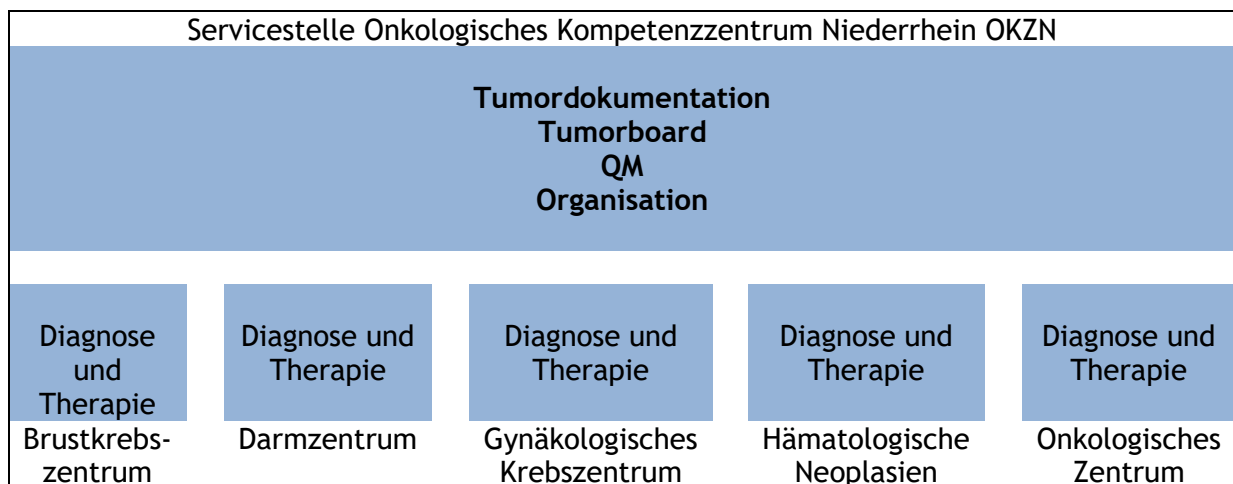 Servicestelle Onkologisches Kompetenzzentrum Niederrhein OKZN
Tumordokumentation
Tumorboard
QM
Organisation
Diagnose
und
Therapie
Brustkrebs-
zentrum
Diagnose und
Therapie
Darmzentrum
Diagnose und
Therapie
Gynäkologisches
Krebszentrum
Diagnose und
Therapie
Hämatologische
Neoplasien
Diagnose und
Therapie
Onkologisches
Zentrum